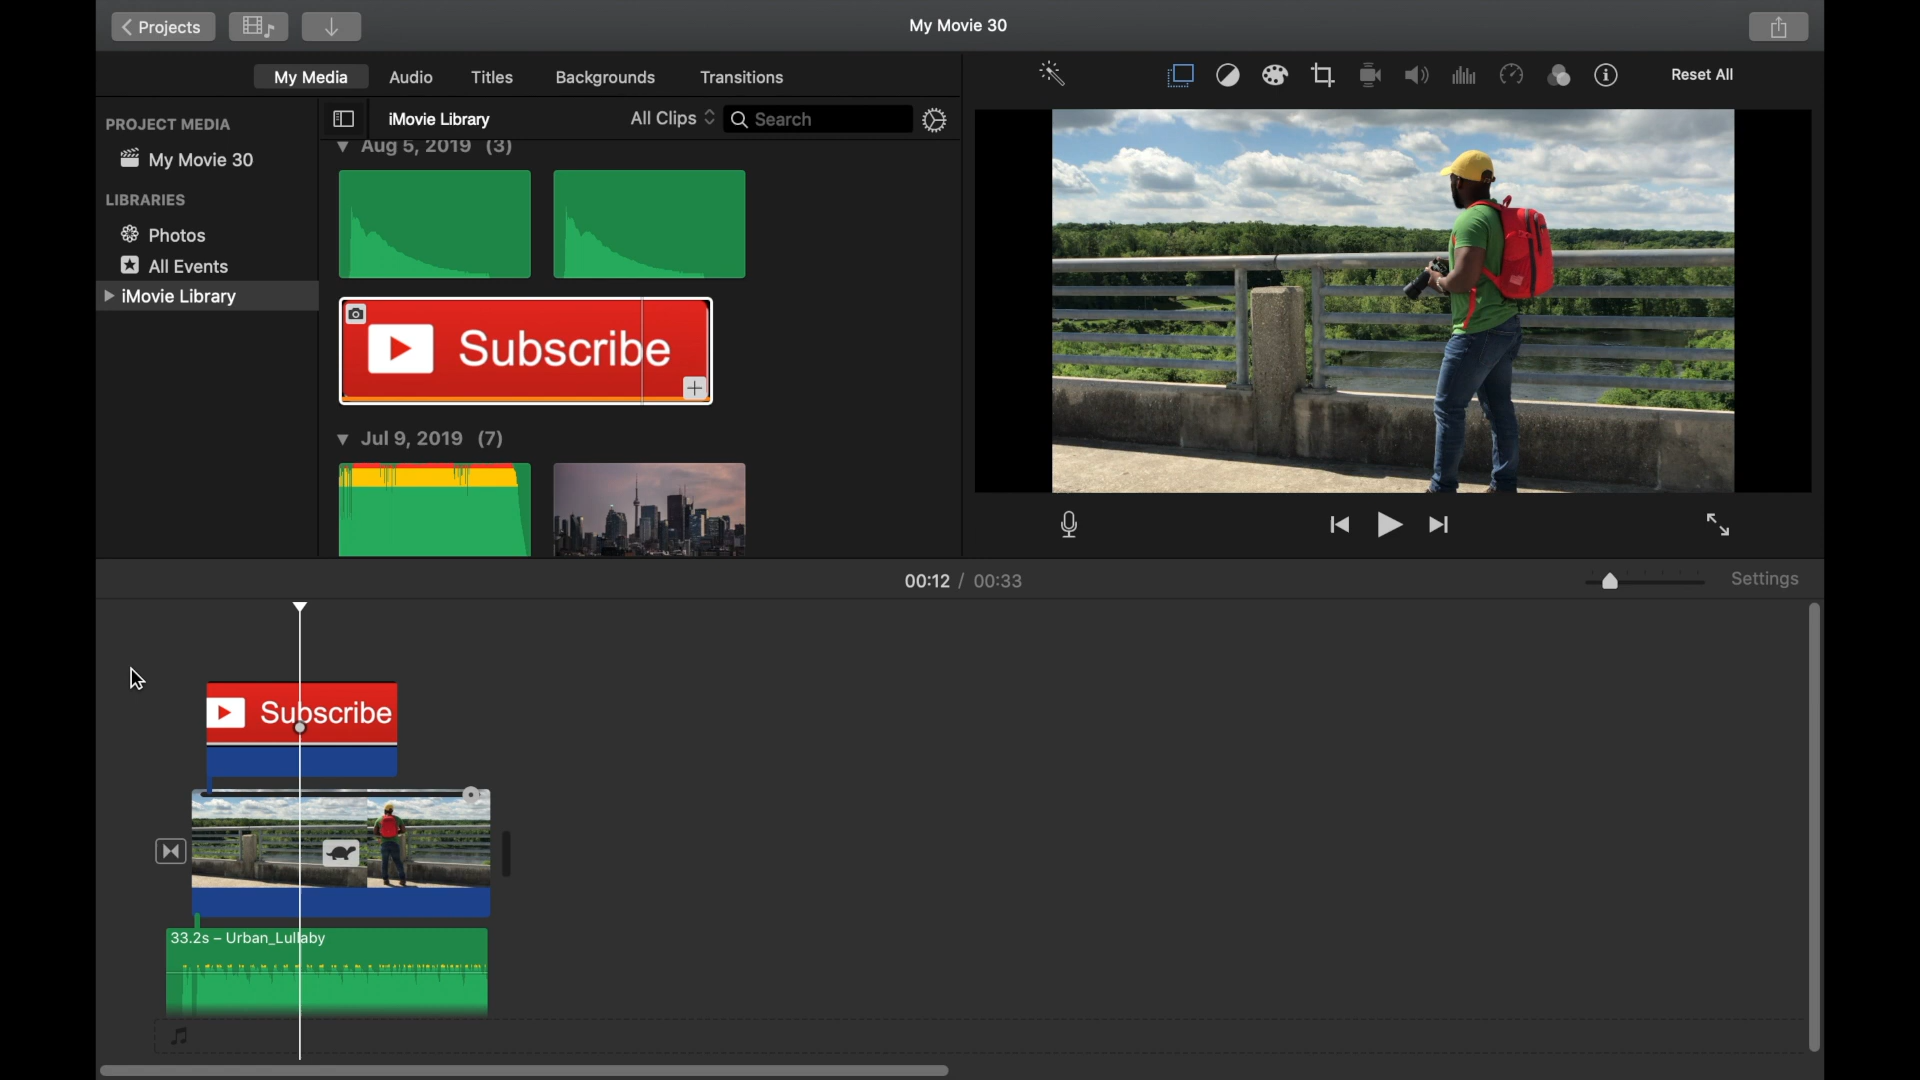 Projects
My Movie 30
My Media
Audio
Titles
Backgrounds
Transitions
Reset All
PROJECT MEDIA
My Movie 30
LIBRARIES
Photos
All Events
iMovie Library
iMovie Library
All Clips
Search
Aug 5, 2019 (3)
Subscribe
Jul 9, 2019 (7)
00:12 / 00:33
Settings
Subscribe
33.2s – Urban_Lullaby